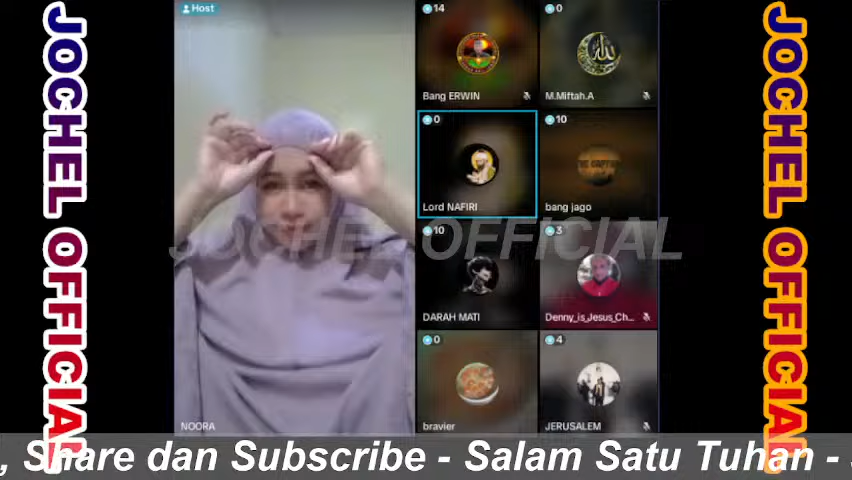 JOCHEL OFFICIAL
Host
NOORA
14
Bang ERWIN
0
M.Miftah.A
0
Lord NAFIRI
10
bang jago
10
DARAH MATI
3
Denny_is_Jesus_Ch...
0
bravier
4
JERUSALEM
JOCHEL OFFICIAL
JOCHEL OFFICIAL
, Share dan Subscribe - Salam Satu Tuhan -